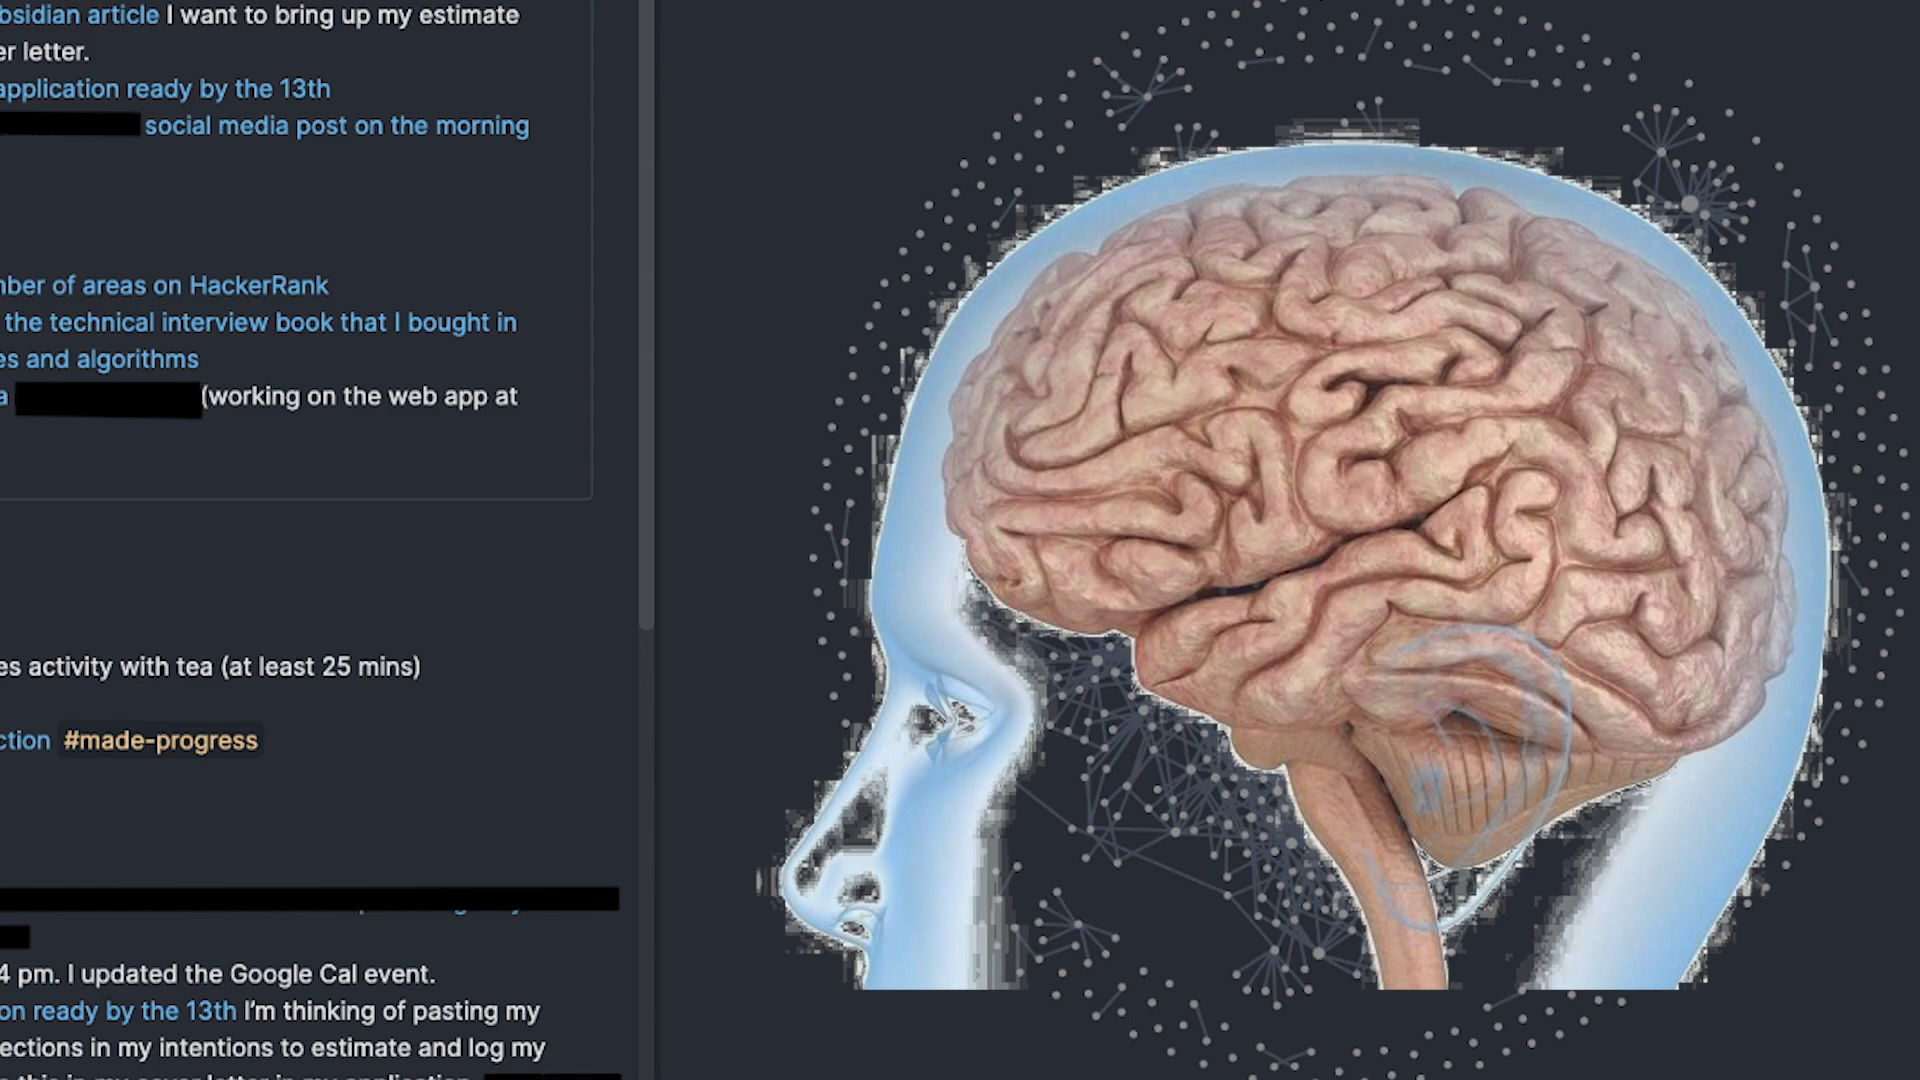 bsidian article I want to bring up my estimate
er letter.
application ready by the 13th
social media post on the morning
nber of areas on HackerRank
the technical interview book that I bought in
es and algorithms
a (working on the web app at
es activity with tea (at least 25 mins)
ction #made-progress
4 pm. I updated the Google Cal event.
on ready by the 13th I'm thinking of pasting my
ections in my intentions to estimate and log my